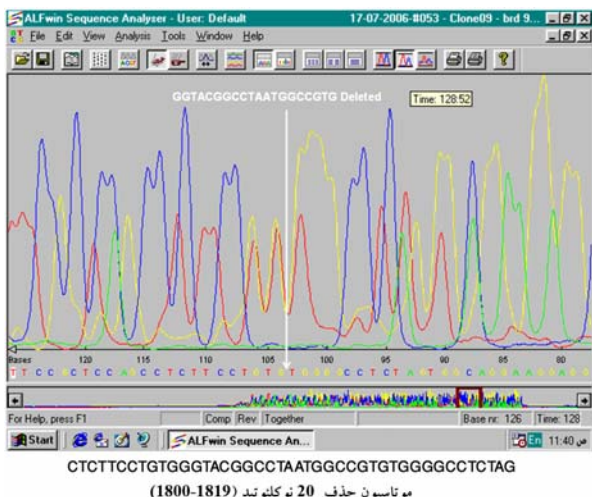 ALFwin Sequence Analyser - User: Default 17-07-2006-#053 - Clone09 - brd 9...
File Edit View Analysis Tools Window Help
GGTACGGCCTAATGGCCGTG Deleted
Time: 128:52
Bases 120 115 110 105 100 95 90 85 80
For Help, press F1 Comp Rev Together Base nr: 126 Time: 128
Start ALFwin Sequence An... En 11:40 ص
CTCTTCCTGTGGGTACGGCCTAATGGCCGTGTGGGGCCTCTAG
موتاسیون حذف 20 نوکلئوتید (1819-1800)